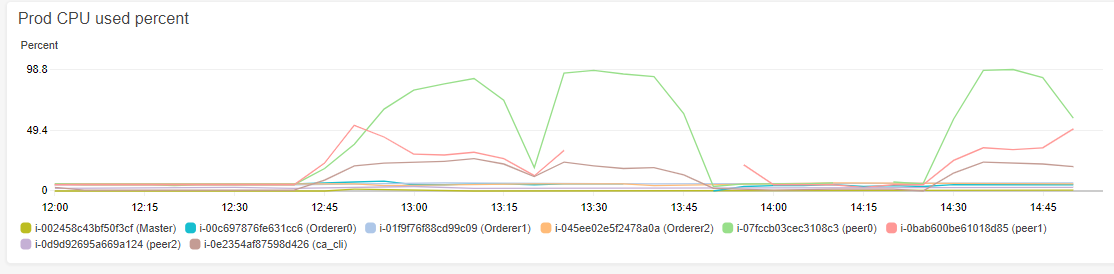 Prod CPU used percent
Percent
98.8
49.4
0
12:00 12:15 12:30 12:45 13:00 13:15 13:30 13:45 14:00 14:15 14:30 14:45
i-002458c43bf50f3cf (Master) i-00c697876fe631cc6 (Orderer0) i-01f9f76f88cd99c09 (Orderer1) i-045ee02e5f2478a0a (Orderer2) i-07fccb03cec3108c3 (peer0) i-0bab600be61018d85 (peer1)
i-0d9d92695a669a124 (peer2) i-0e2354af87598d426 (ca_cli)